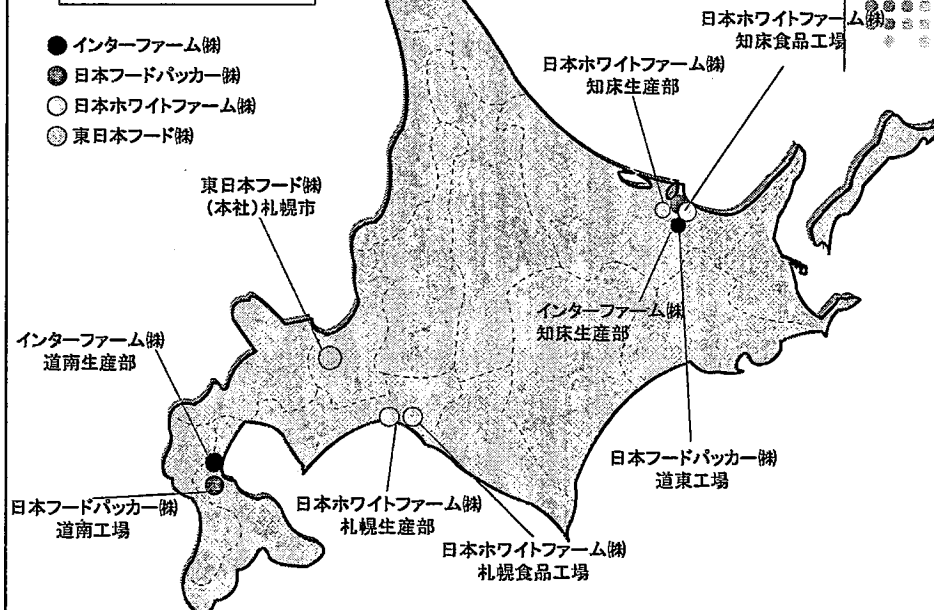 ● インターファーム㈱
● 日本フードパッカー㈱
○ 日本ホワイトファーム㈱
○ 東日本フード㈱
日本ホワイトファーム㈱
知床食品工場
日本ホワイトファーム㈱
知床生産部
東日本フード㈱
(本社)札幌市
インターファーム㈱
知床生産部
インターファーム㈱
道南生産部
日本フードパッカー㈱
道東工場
日本フードパッカー㈱
道南工場
日本ホワイトファーム㈱
札幌生産部
日本ホワイトファーム㈱
札幌食品工場